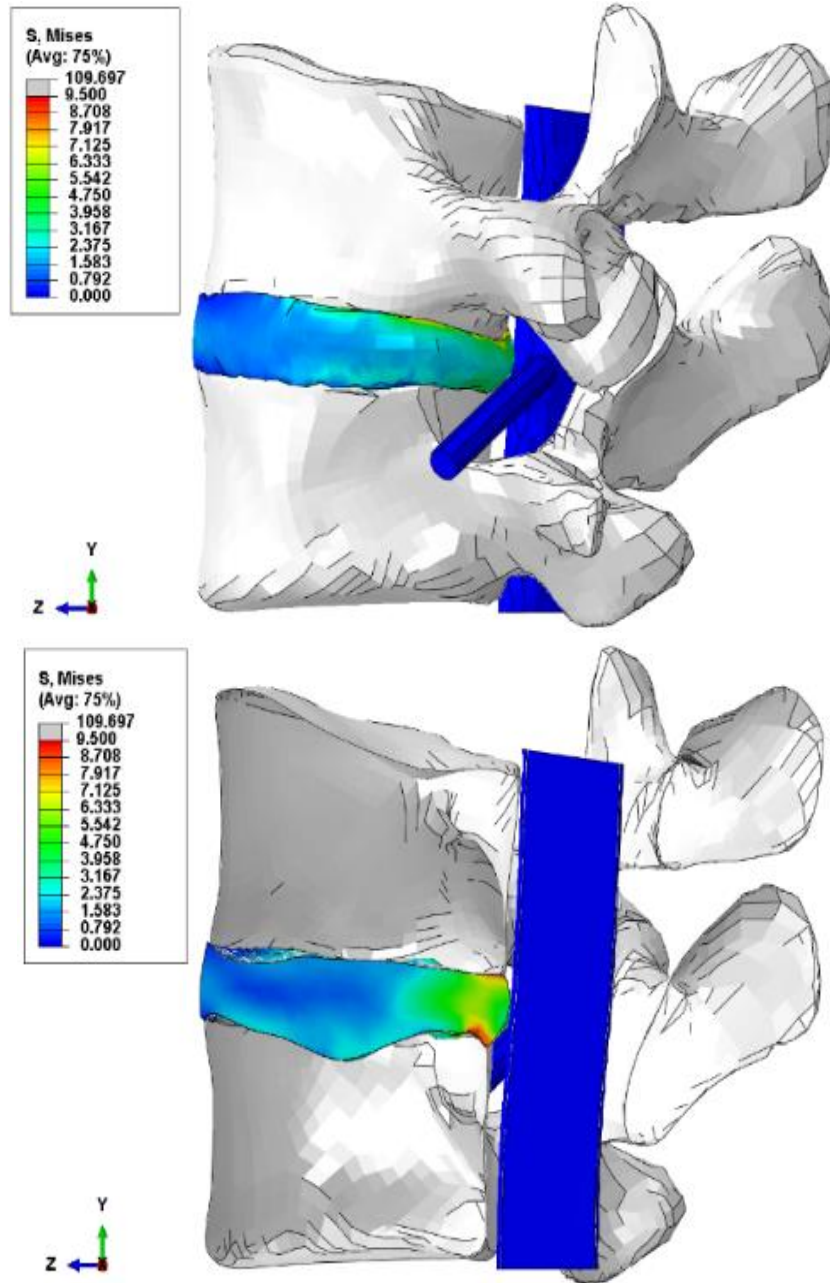 S, Mises
(Avg: 75%)
109.697
9.500
8.708
7.917
7.125
6.333
5.542
4.750
3.958
3.167
2.375
1.583
0.792
0.000
Y
Z
X
S, Mises
(Avg: 75%)
109.697
9.500
8.708
7.917
7.125
6.333
5.542
4.750
3.958
3.167
2.375
1.583
0.792
0.000
Y
Z
X